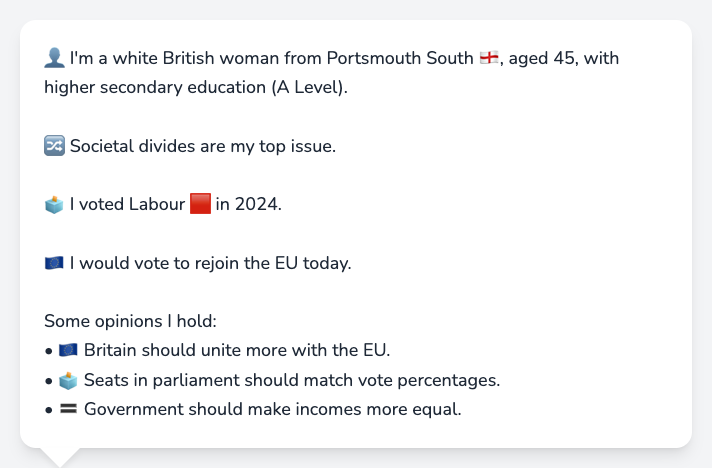 👤 I'm a white British woman from Portsmouth South 🏴󠁧󠁢󠁥󠁮󠁧󠁿, aged 45, with
higher secondary education (A Level).
🔀 Societal divides are my top issue.
🗳️ I voted Labour 🟥 in 2024.
🇪🇺 I would vote to rejoin the EU today.
Some opinions I hold:
• 🇪🇺 Britain should unite more with the EU.
• 🗳️ Seats in parliament should match vote percentages.
• 🟰 Government should make incomes more equal.